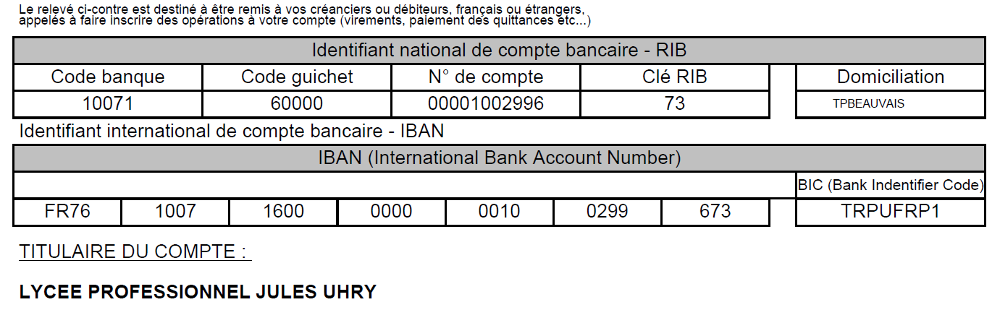 Le relevé ci-contre est destiné à être remis à vos créanciers ou débiteurs, français ou étrangers,
appelés à faire inscrire des opérations à votre compte (virements, paiement des quittances etc...)
Identifiant national de compte bancaire - RIB
Code banque Code guichet N° de compte Clé RIB Domiciliation
10071 60000 00001002996 73 TPBEAUVAIS
Identifiant international de compte bancaire - IBAN
IBAN (International Bank Account Number)
BIC (Bank Indentifier Code)
FR76 1007 1600 0000 0010 0299 673 TRPUFRP1
TITULAIRE DU COMPTE :
LYCEE PROFESSIONNEL JULES UHRY